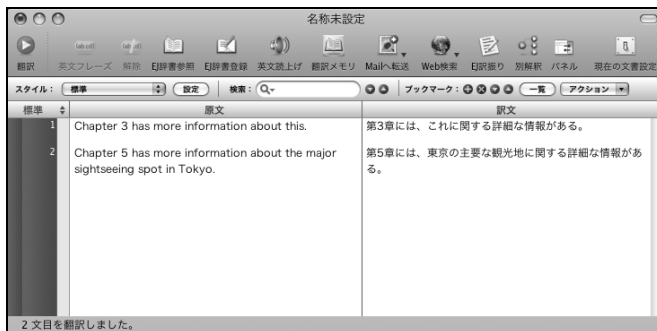 名称未設定
翻訳 英文フレーズ 解除 EJ辞書参照 EJ辞書登録 英文読上げ 翻訳メモリ Mailへ転送 Web検索 EJ訳振り 別解釈 パネル 現在の文書設定
スタイル： 標準 設定 検索： ブックマーク： 一覧 アクション
標準 原文 訳文
1 Chapter 3 has more information about this. 第3章には、これに関する詳細な情報がある。
2 Chapter 5 has more information about the major 第5章には、東京の主要な観光地に関する詳細な情報があ
sightseeing spot in Tokyo. る。
2 文目を翻訳しました。